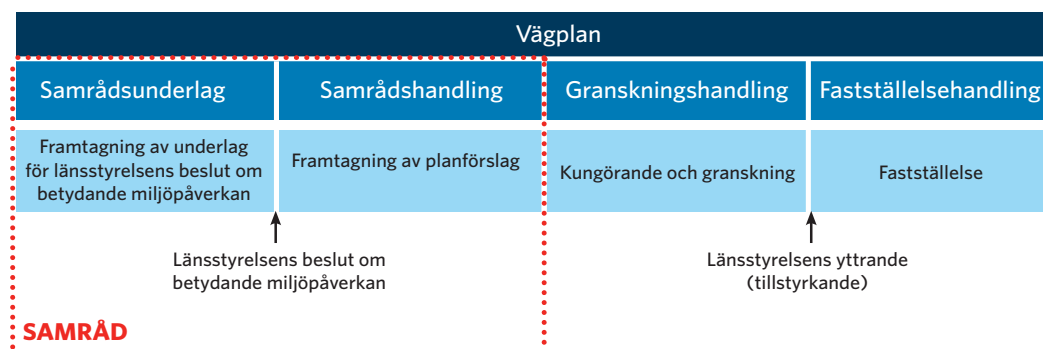 Vägplan
Samrådsunderlag
Samrådshandling
Granskningshandling
Fastställelsehandling
Framtagning av underlag
för länsstyrelsens beslut om
betydande miljöpåverkan
Framtagning av planförslag
Kungörande och granskning
Fastställelse
Länsstyrelsens beslut om
betydande miljöpåverkan
Länsstyrelsens yttrande
(tillstyrkande)
SAMRÅD